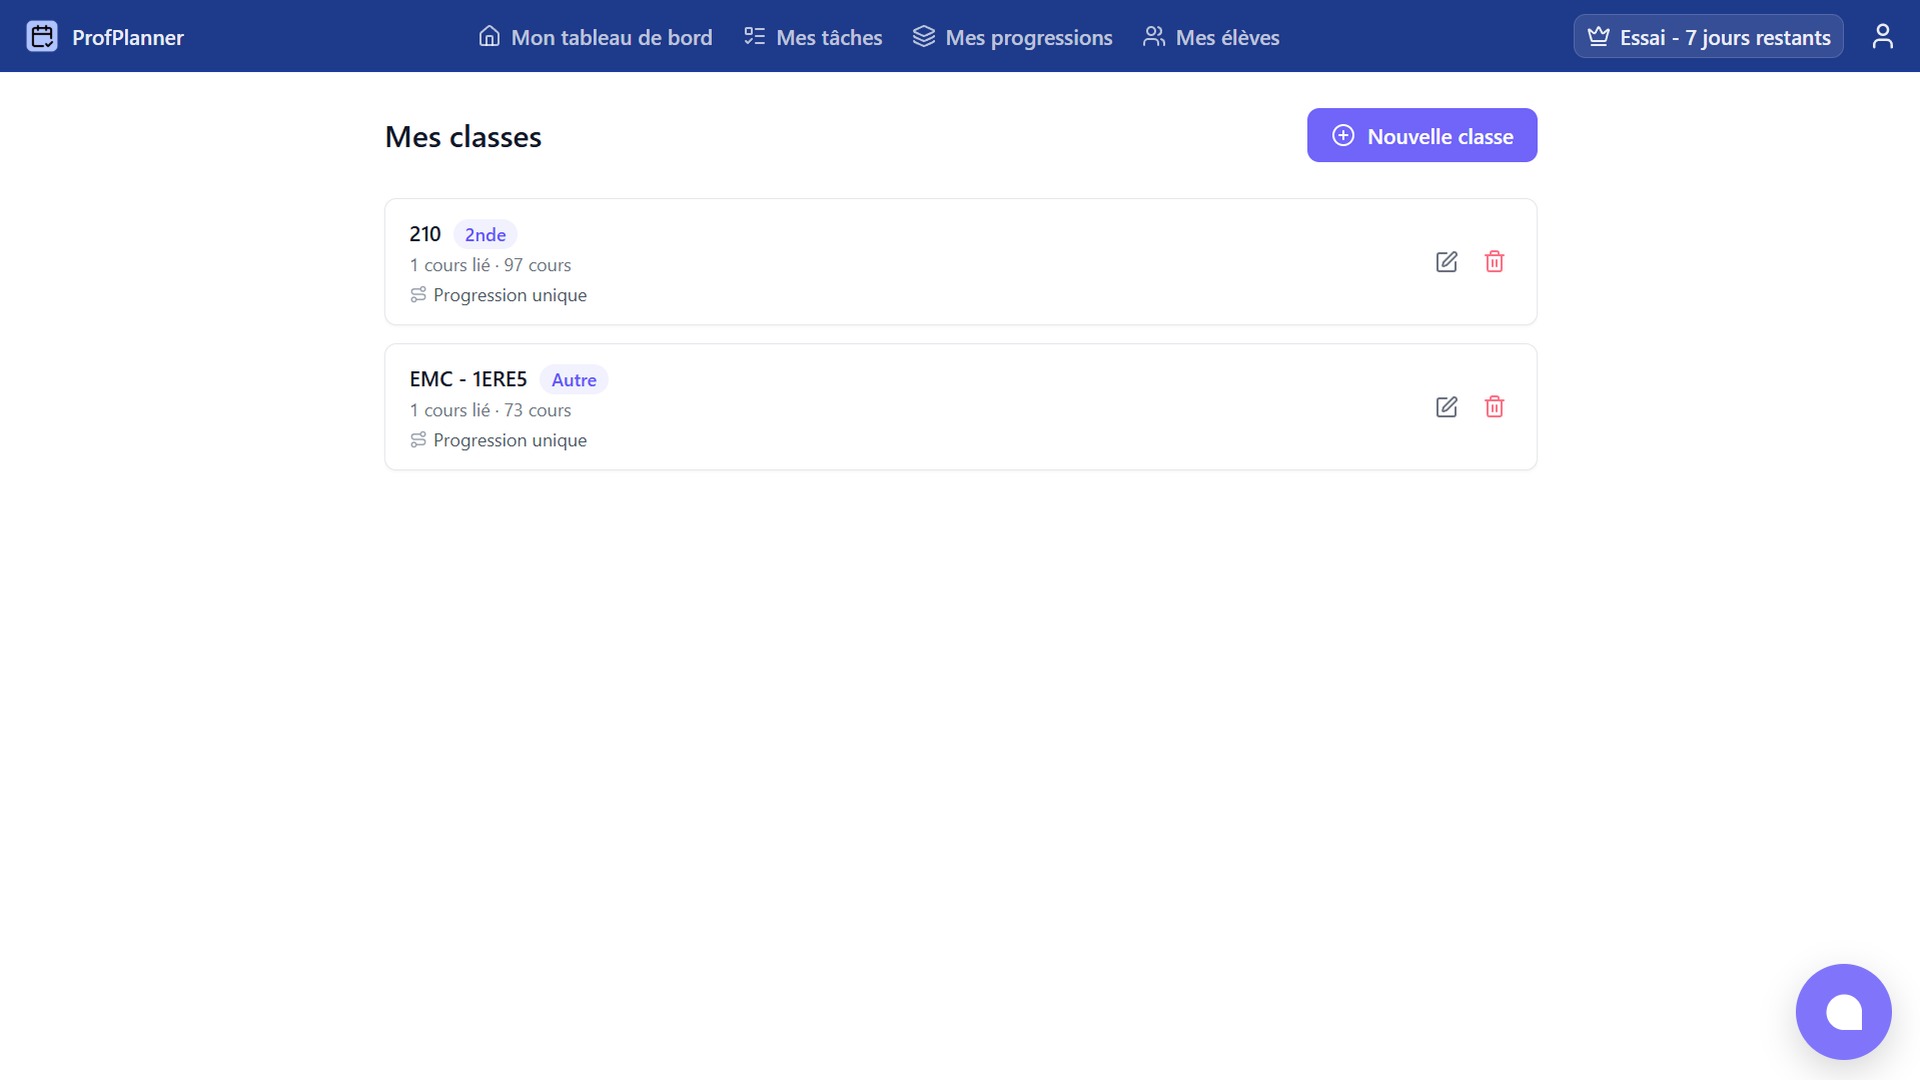 ProfPlanner
Mon tableau de bord
Mes tâches
Mes progressions
Mes élèves
Essai - 7 jours restants
Mes classes
Nouvelle classe
210 2nde
1 cours lié · 97 cours
Progression unique
EMC - 1ERE5 Autre
1 cours lié · 73 cours
Progression unique